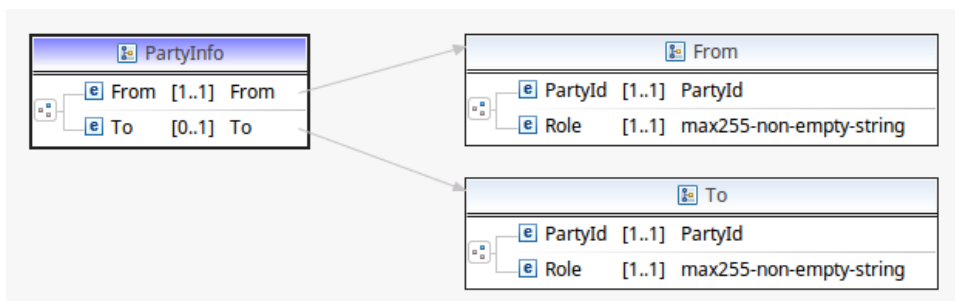 PartyInfo
e From [1..1] From
e To [0..1] To
From
e PartyId [1..1] PartyId
e Role [1..1] max255-non-empty-string
To
e PartyId [1..1] PartyId
e Role [1..1] max255-non-empty-string